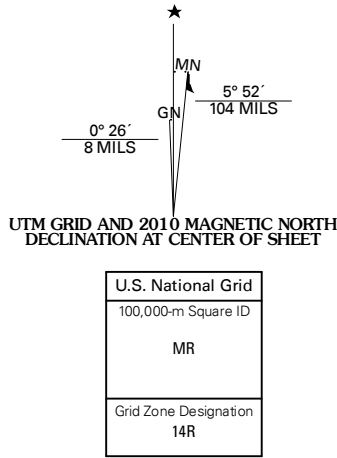 MN
5° 52´
104 MILS
GN
0° 26´
8 MILS
UTM GRID AND 2010 MAGNETIC NORTH
DECLINATION AT CENTER OF SHEET
U.S. National Grid
100,000-m Square ID
MR
Grid Zone Designation
14R